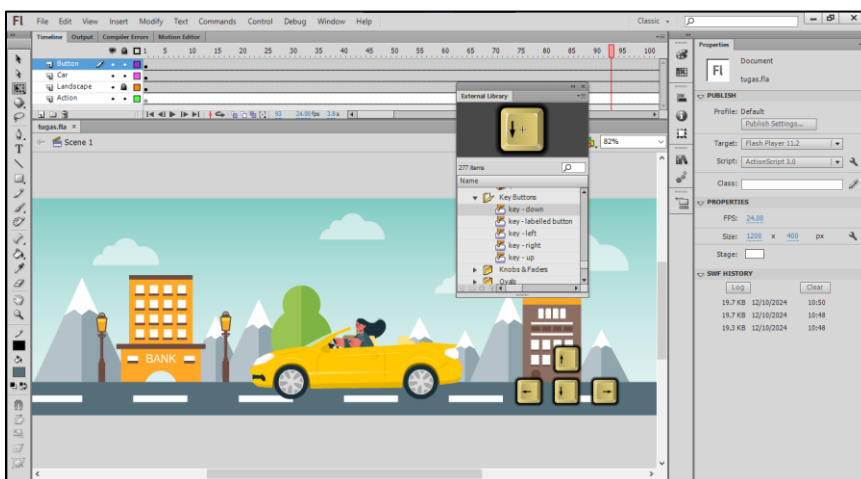 Fl File Edit View Insert Modify Text Commands Control Debug Window Help Classic
Timeline Output Compiler Errors Motion Editor
1 5 10 15 20 25 30 35 40 45 50 55 60 65 70 75 80 85 90 95 100
Button
Car
Landscape
Action
93 24.00 fps 3.8 s
tugas.fla ×
Scene 1
82%
External Library
277 items
Name
Key Buttons
key - down
key - labelled button
key - left
key - right
key - up
Knobs & Faders
Ovals
BANK
Properties
Document
Fl
tugas.fla
PUBLISH
Profile: Default
Publish Settings...
Target: Flash Player 11.2
Script: ActionScript 3.0
Class:
PROPERTIES
FPS: 24.00
Size: 1200 x 400 px
Stage:
SWF HISTORY
Log Clear
19.7 KB 12/10/2024 10:50
19.7 KB 12/10/2024 10:48
19.3 KB 12/10/2024 10:48